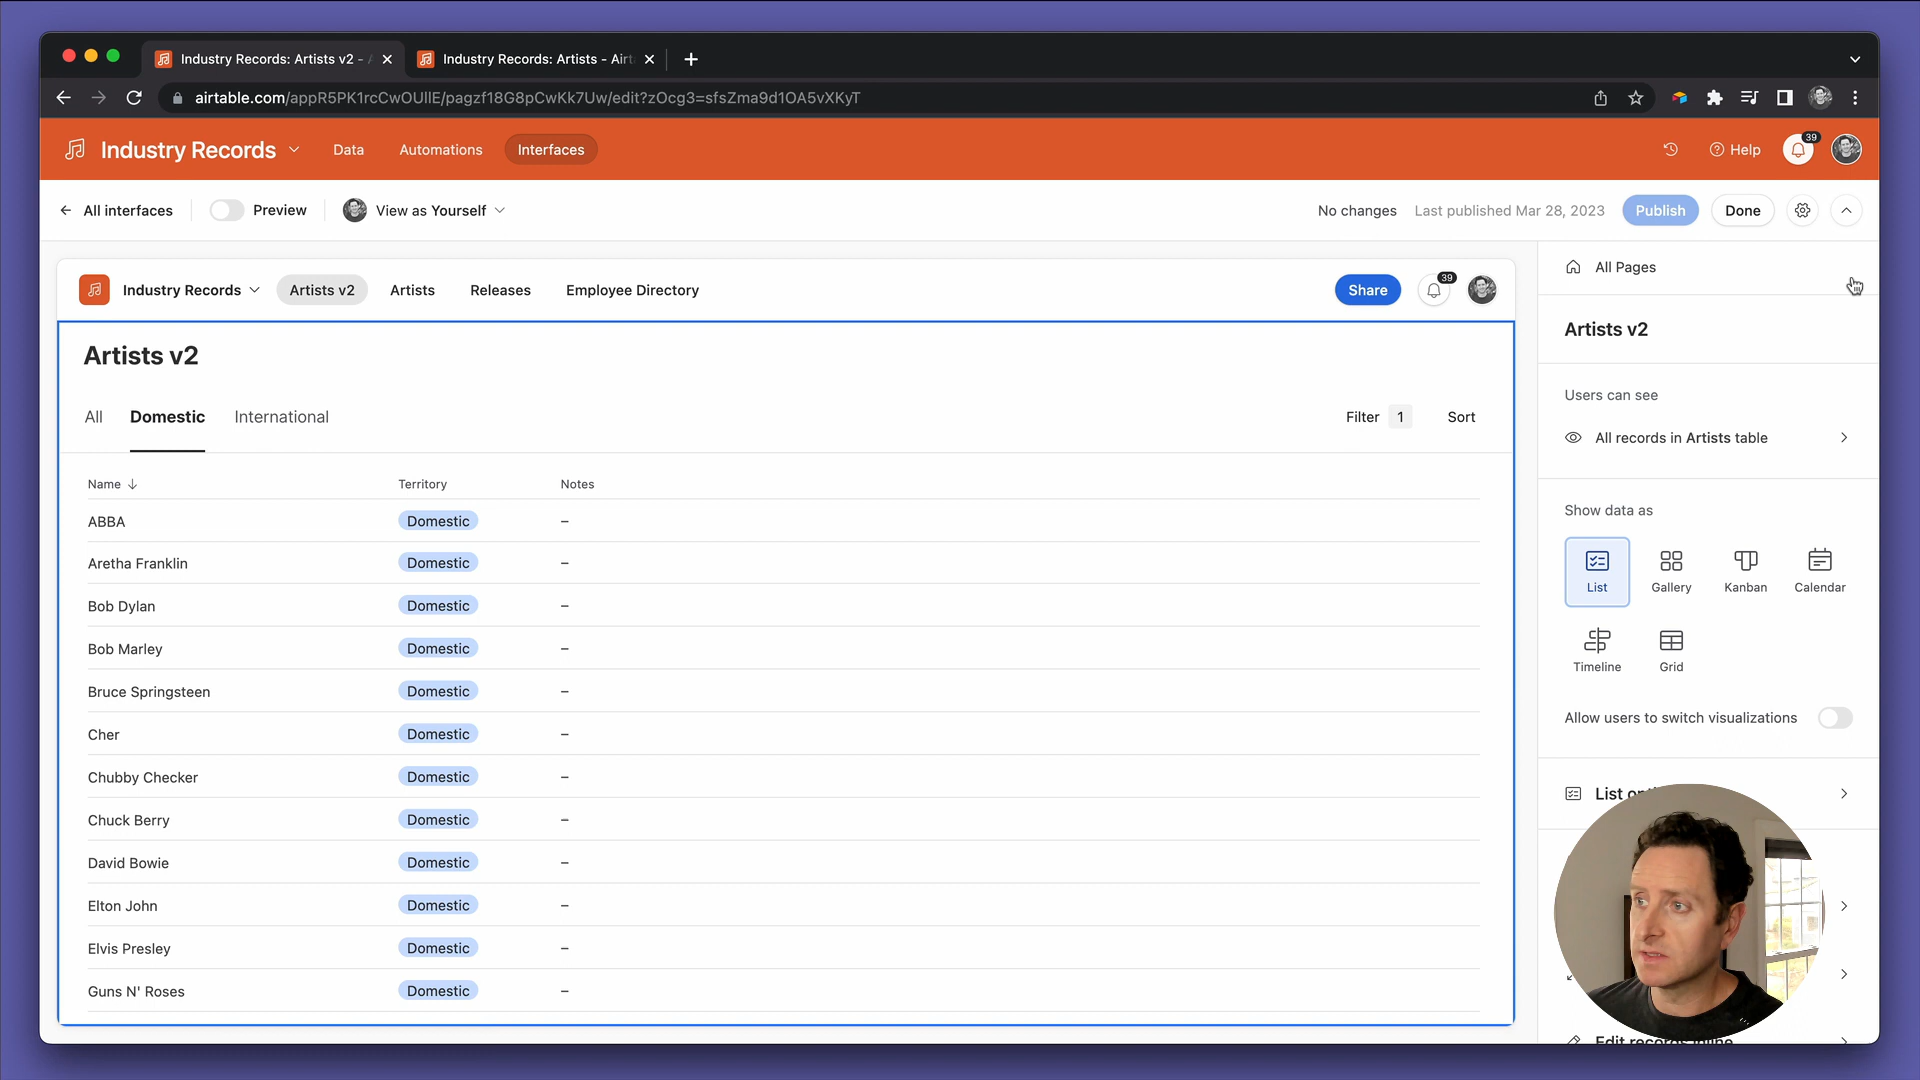 Industry Records: Artists v2 - A
Industry Records: Artists - Airt
airtable.com/appR5PK1rcCwOUllE/pagzf18G8pCwKk7Uw/edit?zOcg3=sfsZma9d1OA5vXKyT
Industry Records
Data
Automations
Interfaces
Help
39
All interfaces
Preview
View as Yourself
No changes
Last published Mar 28, 2023
Publish
Done
Industry Records
Artists v2
Artists
Releases
Employee Directory
Share
39
Artists v2
All
Domestic
International
Filter 1
Sort
Name Territory Notes
ABBA Domestic –
Aretha Franklin Domestic –
Bob Dylan Domestic –
Bob Marley Domestic –
Bruce Springsteen Domestic –
Cher Domestic –
Chubby Checker Domestic –
Chuck Berry Domestic –
David Bowie Domestic –
Elton John Domestic –
Elvis Presley Domestic –
Guns N' Roses Domestic –
All Pages
Artists v2
Users can see
All records in Artists table
Show data as
List
Gallery
Kanban
Calendar
Timeline
Grid
Allow users to switch visualizations
List
Edit records inline